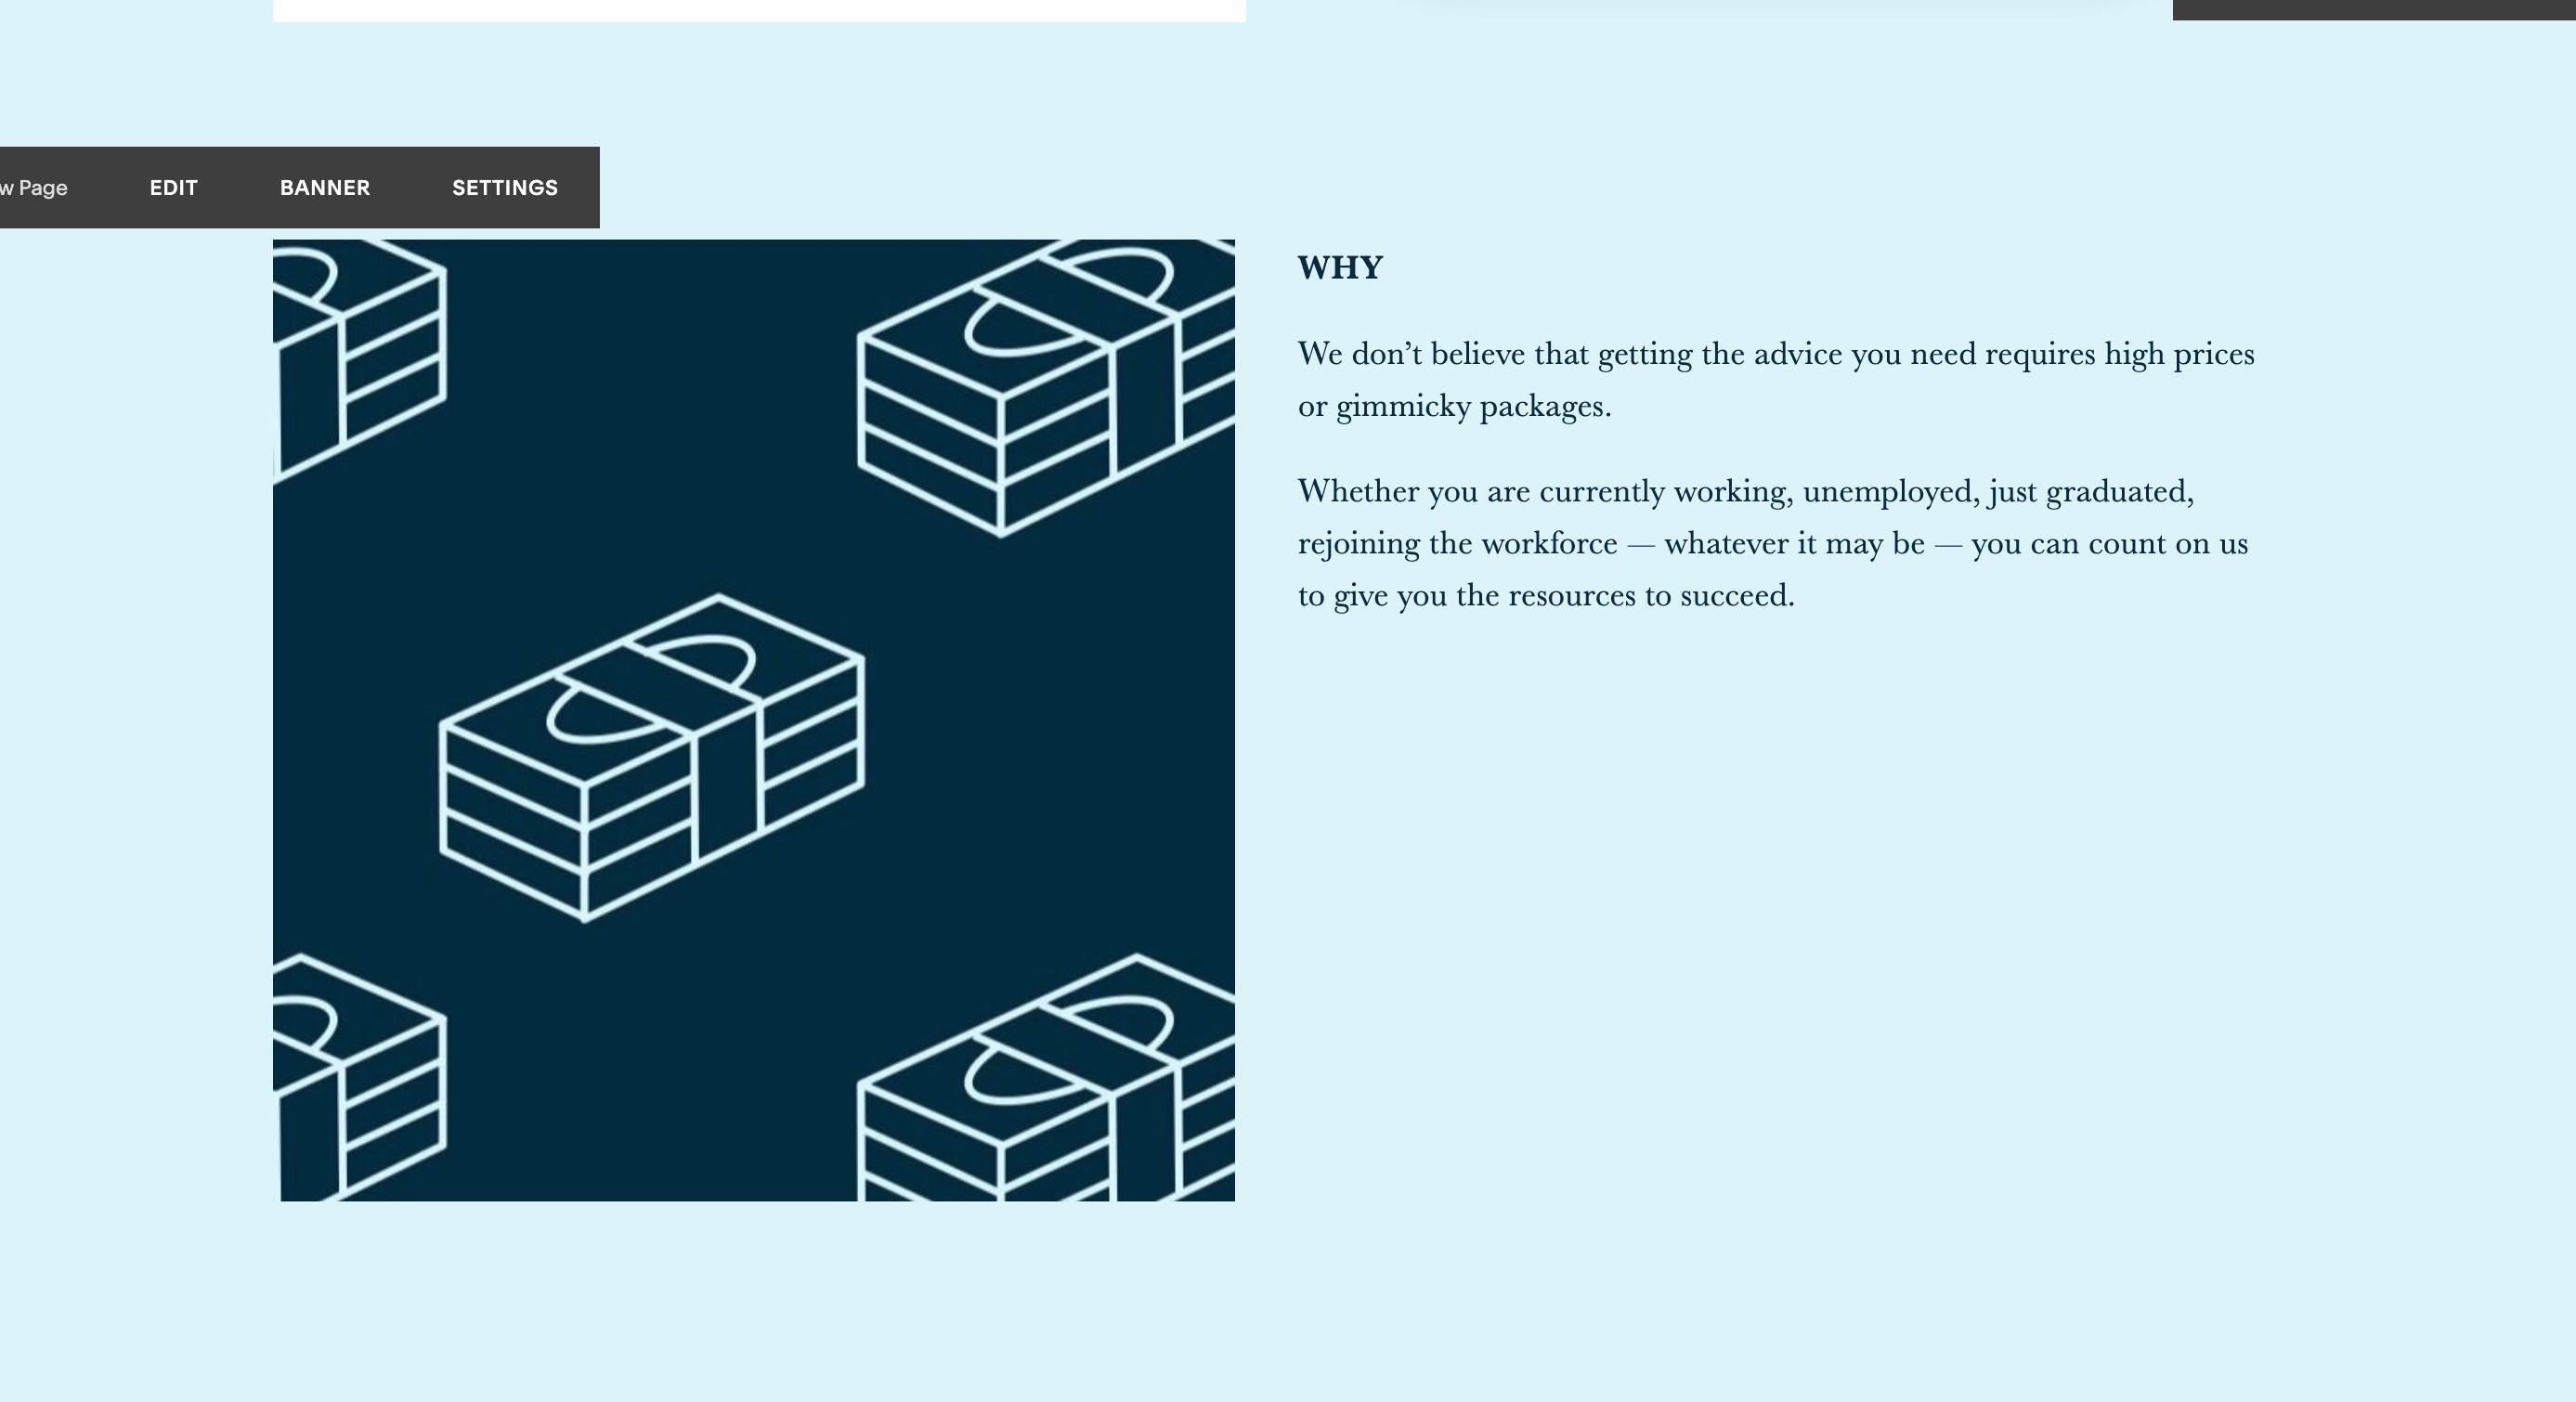 w Page EDIT BANNER SETTINGS
WHY
We don’t believe that getting the advice you need requires high prices
or gimmicky packages.
Whether you are currently working, unemployed, just graduated,
rejoining the workforce — whatever it may be — you can count on us
to give you the resources to succeed.